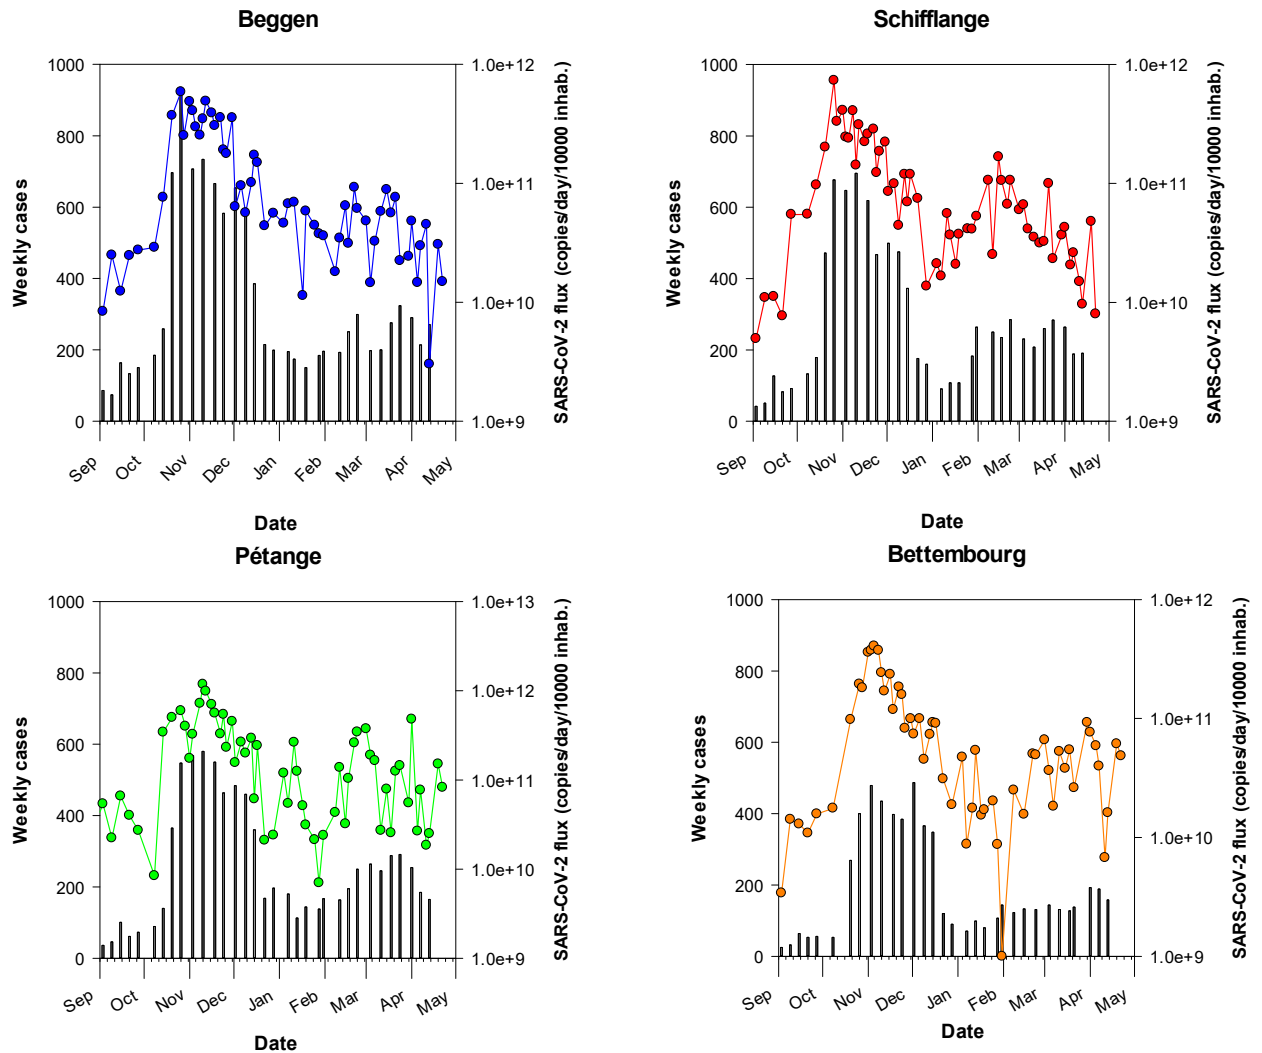 Beggen
Weekly cases
1000
800
600
400
200
0
1.0e+12
1.0e+11
1.0e+10
1.0e+9
SARS-CoV-2 flux (copies/day/10000 inhab.)
Sep Oct Nov Dec Jan Feb Mar Apr May
Date
Schifflange
Weekly cases
1000
800
600
400
200
0
1.0e+12
1.0e+11
1.0e+10
1.0e+9
SARS-CoV-2 flux (copies/day/10000 inhab.)
Sep Oct Nov Dec Jan Feb Mar Apr May
Date
Pétange
Weekly cases
1000
800
600
400
200
0
1.0e+13
1.0e+12
1.0e+11
1.0e+10
1.0e+9
SARS-CoV-2 flux (copies/day/10000 inhab.)
Sep Oct Nov Dec Jan Feb Mar Apr May
Date
Bettembourg
Weekly cases
1000
800
600
400
200
0
1.0e+12
1.0e+11
1.0e+10
1.0e+9
SARS-CoV-2 flux (copies/day/10000 inhab.)
Sep Oct Nov Dec Jan Feb Mar Apr May
Date